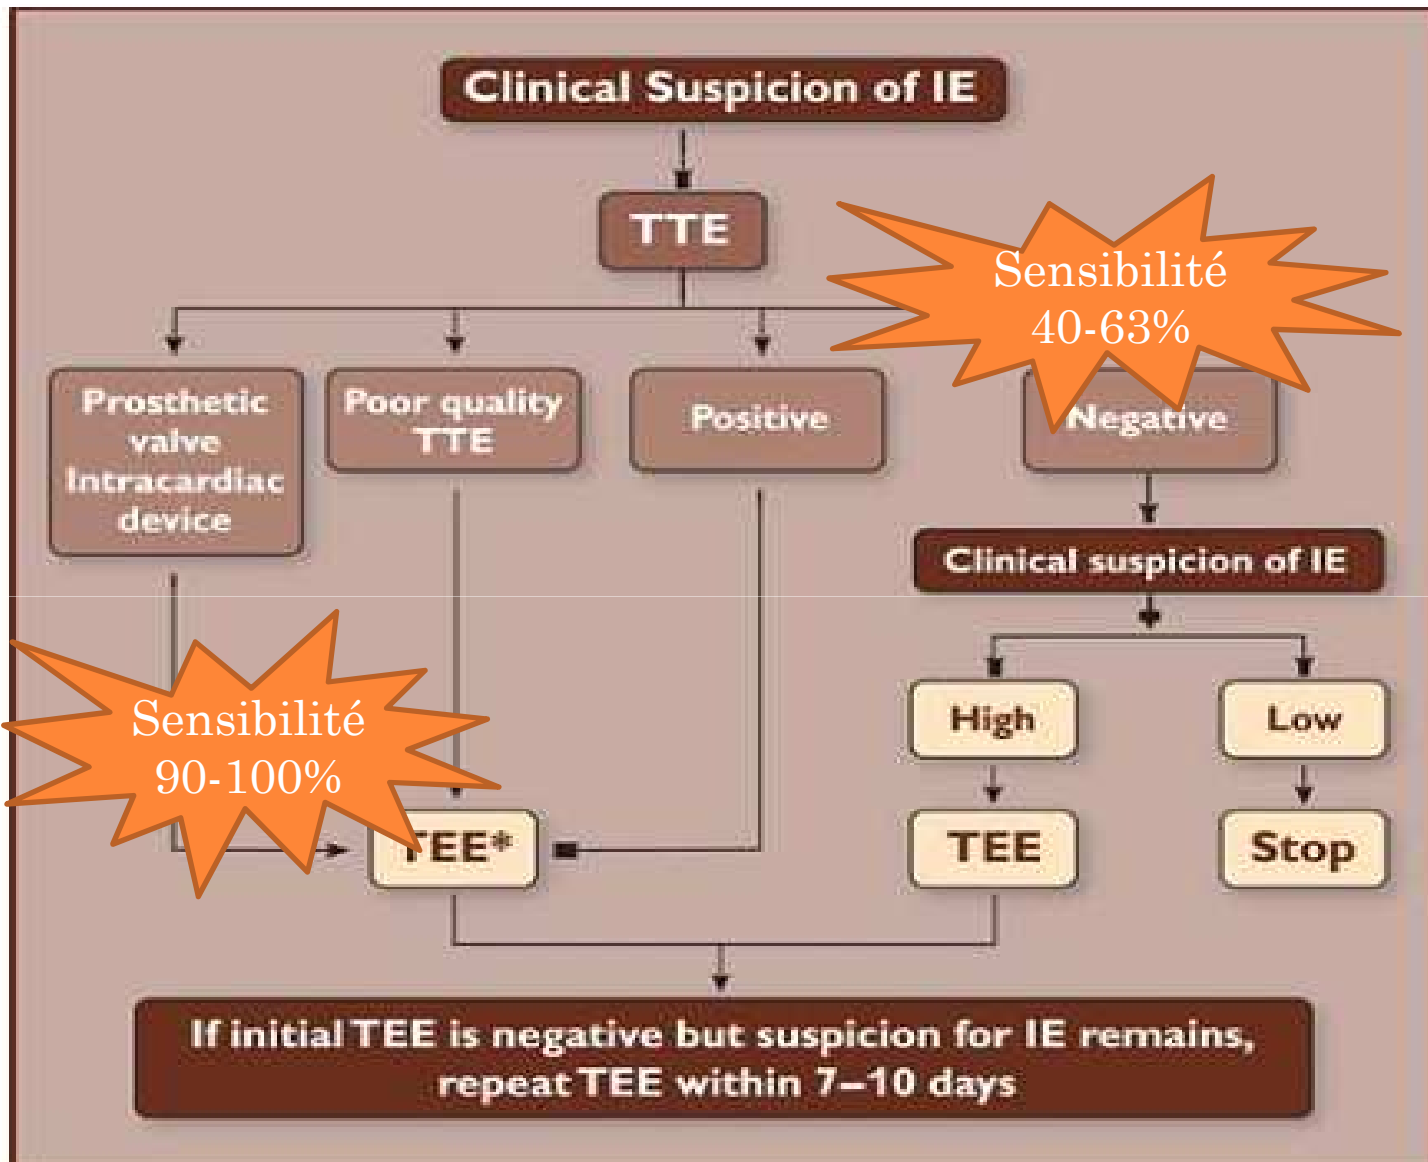 Clinical Suspicion of IE
TTE
Sensibilité
40-63%
Prosthetic
valve
Intracardiac
device
Poor quality
TTE
Positive
Negative
Clinical suspicion of IE
Sensibilité
90-100%
High
Low
TEE*
TEE
Stop
If initial TEE is negative but suspicion for IE remains,
repeat TEE within 7–10 days